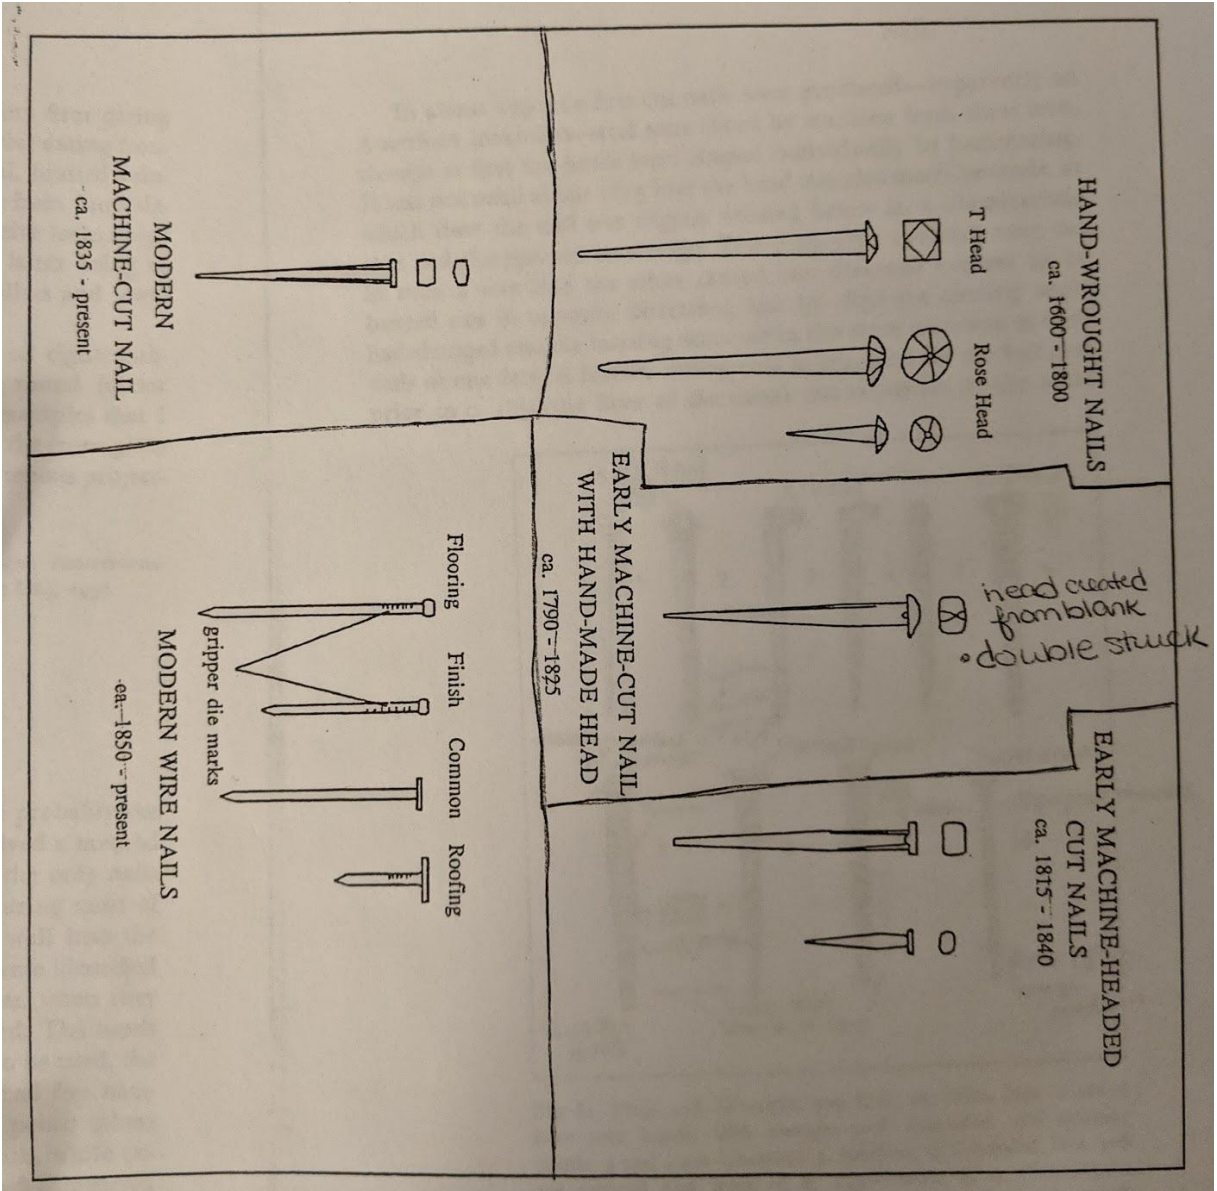 HAND-WROUGHT NAILS
ca. 1600 - 1800
T Head
Rose Head
head created
from blank
• double struck
EARLY MACHINE-CUT NAIL
WITH HAND-MADE HEAD
ca. 1790 - 1825
EARLY MACHINE-HEADED
CUT NAILS
ca. 1815 - 1840
MODERN
MACHINE-CUT NAIL
ca. 1835 - present
Flooring
Finish
Common
Roofing
gripper die marks
MODERN WIRE NAILS
ca. 1850 - present